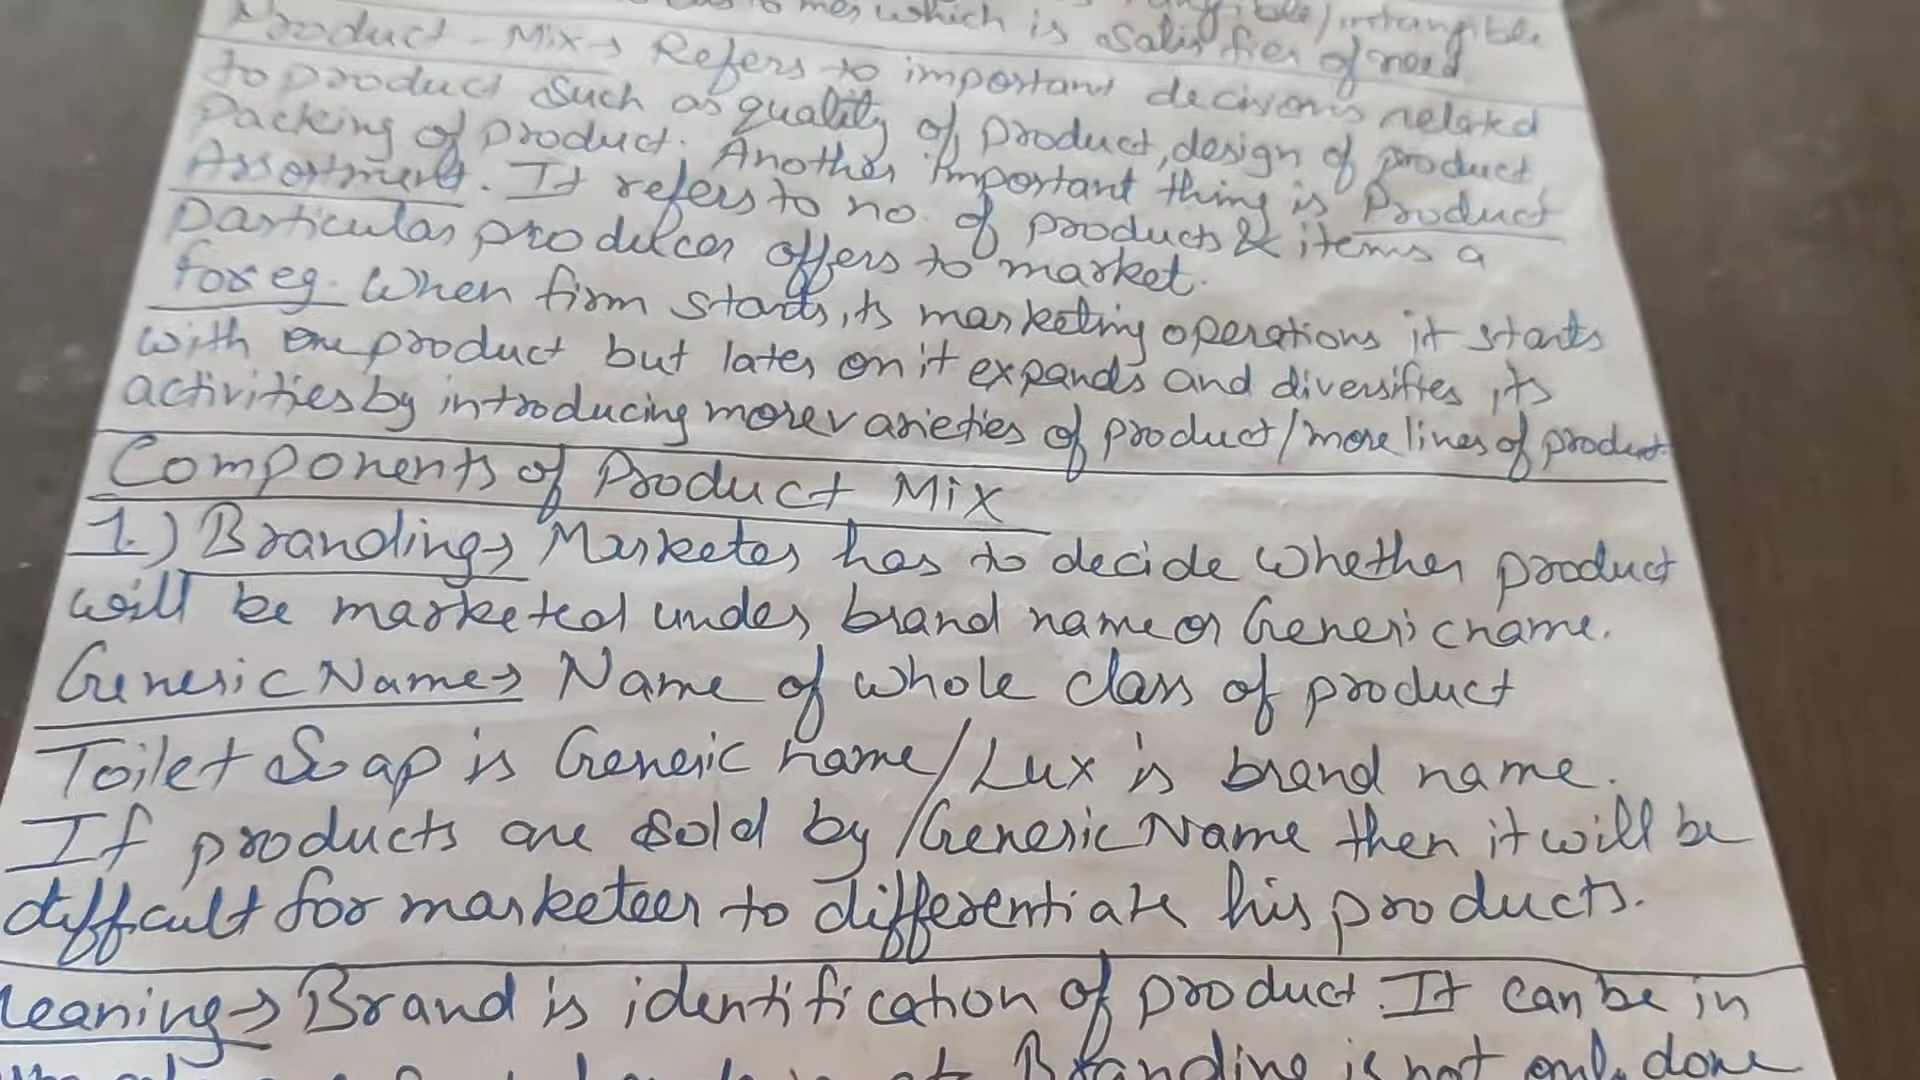 which is satisfies of need
Product - Mix → Refers to important decisions related
to product such as quality of product, design of product,
Packing of product. Another important thing is Product
Assortment. It refers to no. of products & items a
particular producer offers to market.
for eg. When firm starts its marketing operations it starts
with one product but later on it expands and diversifies its
activities by introducing more varieties of product/more lines of product
Components of Product Mix
1.) Branding → Marketer has to decide whether product
will be marketed under brand name or Generic name.
Generic Name → Name of whole class of product
Toilet Soap is Generic name/Lux is brand name.
If products are sold by /Generic Name then it will be
difficult for marketeer to differentiate his products.
Meaning → Brand is identification of product. It can be in
Branding is not only done